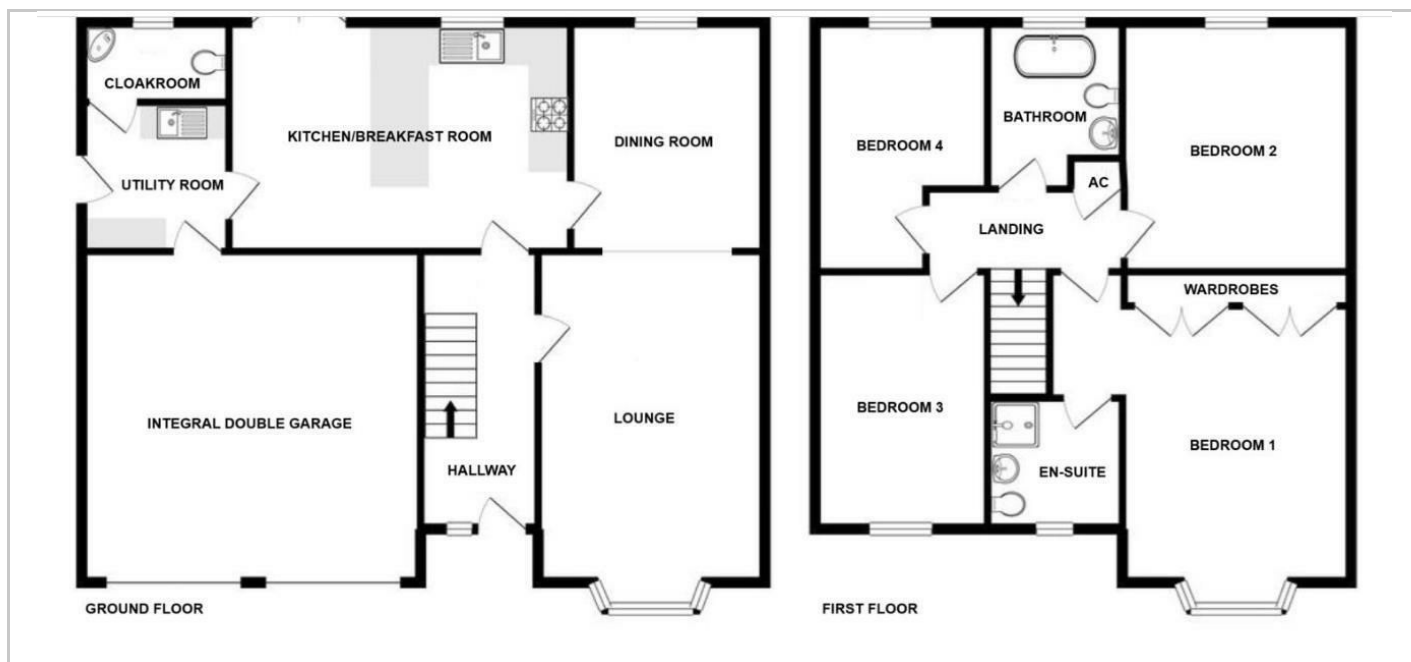 CLOAKROOM
KITCHEN/BREAKFAST ROOM
DINING ROOM
UTILITY ROOM
INTEGRAL DOUBLE GARAGE
LOUNGE
HALLWAY
GROUND FLOOR
BATHROOM
BEDROOM 4
BEDROOM 2
AC
LANDING
WARDROBES
BEDROOM 3
BEDROOM 1
EN-SUITE
FIRST FLOOR